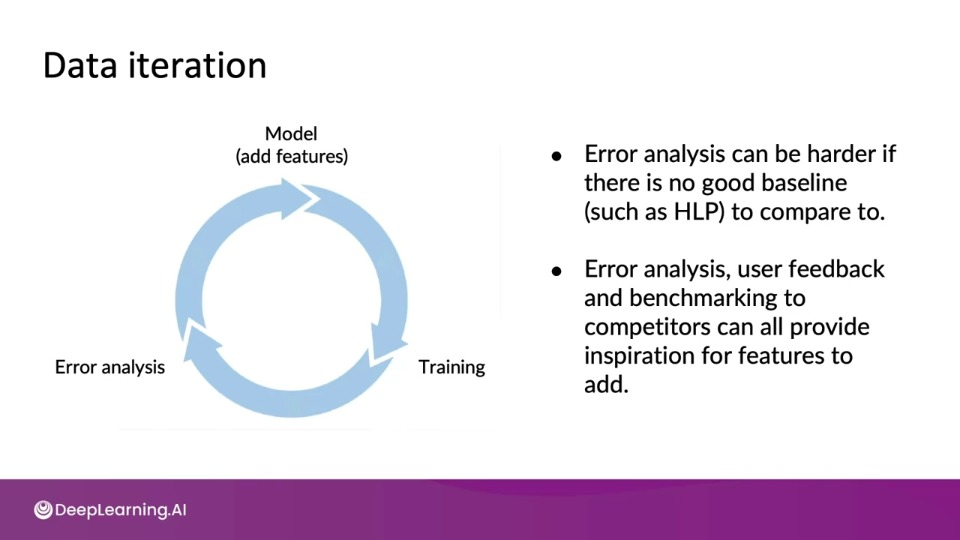 Data iteration
Model
(add features)
Error analysis
Training
● Error analysis can be harder if
there is no good baseline
(such as HLP) to compare to.
● Error analysis, user feedback
and benchmarking to
competitors can all provide
inspiration for features to
add.
DeepLearning.AI